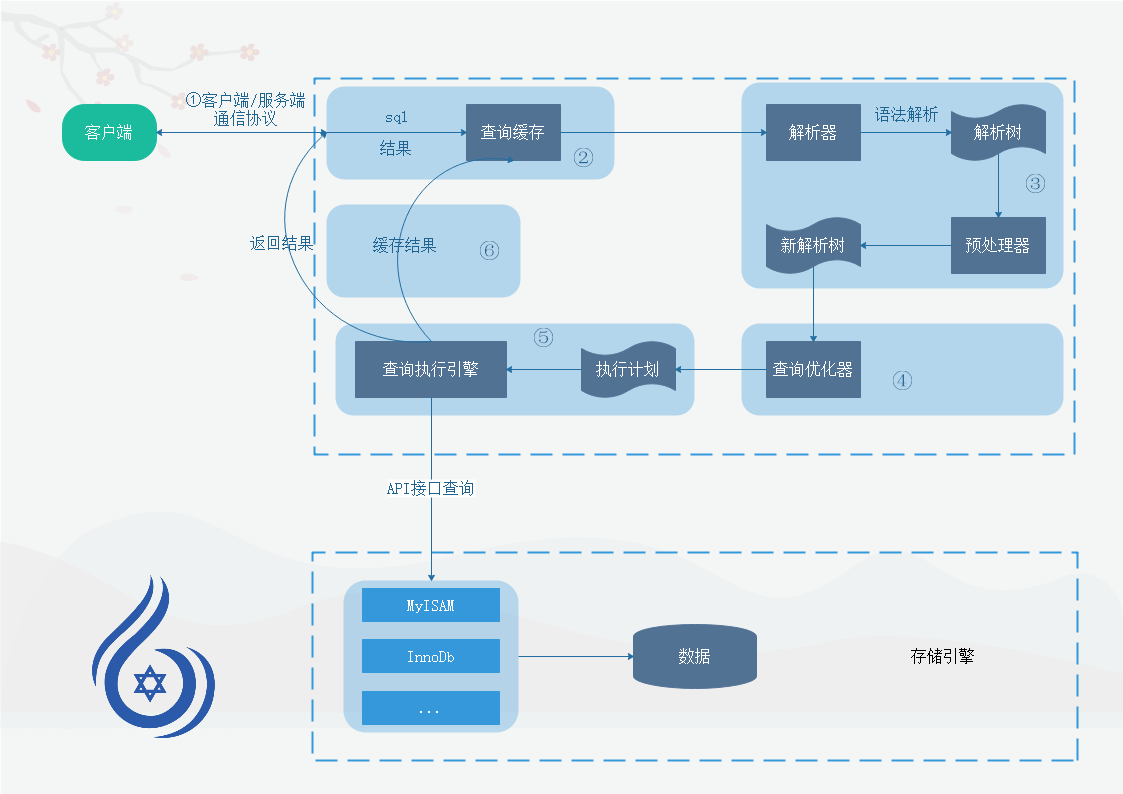 ①客户端/服务端
通信协议
客户端
sql
结果
查询缓存
②
解析器
语法解析
解析树
③
返回结果
缓存结果
⑥
新解析树
预处理器
⑤
查询执行引擎
执行计划
查询优化器
④
API接口查询
MyISAM
InnoDb
...
数据
存储引擎